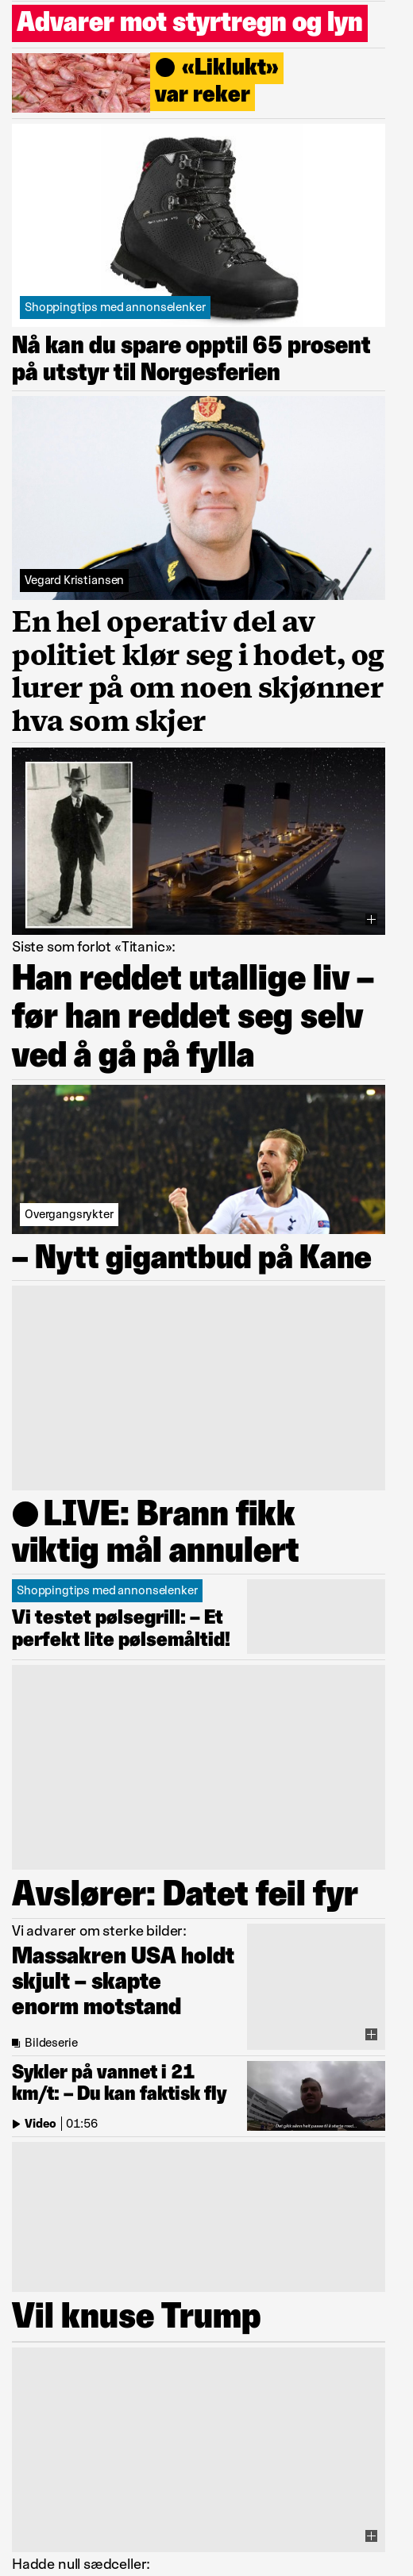 Advarer mot styrtregn og lyn
● «Liklukt»
var reker
Shoppingtips med annonselenker
Nå kan du spare opptil 65 prosent
på utstyr til Norgesferien
Vegard Kristiansen
En hel operativ del av
politiet klør seg i hodet, og
lurer på om noen skjønner
hva som skjer
Siste som forlot «Titanic»:
Han reddet utallige liv –
før han reddet seg selv
ved å gå på fylla
Overgangsrykter
– Nytt gigantbud på Kane
● LIVE: Brann fikk
viktig mål annulert
Shoppingtips med annonselenker
Vi testet pølsegrill: – Et
perfekt lite pølsemåltid!
Avslører: Datet feil fyr
Vi advarer om sterke bilder:
Massakren USA holdt
skjult – skapte
enorm motstand
Bildeserie
Sykler på vannet i 21
km/t: – Du kan faktisk fly
Video | 01:56
Vil knuse Trump
Hadde null sædceller: